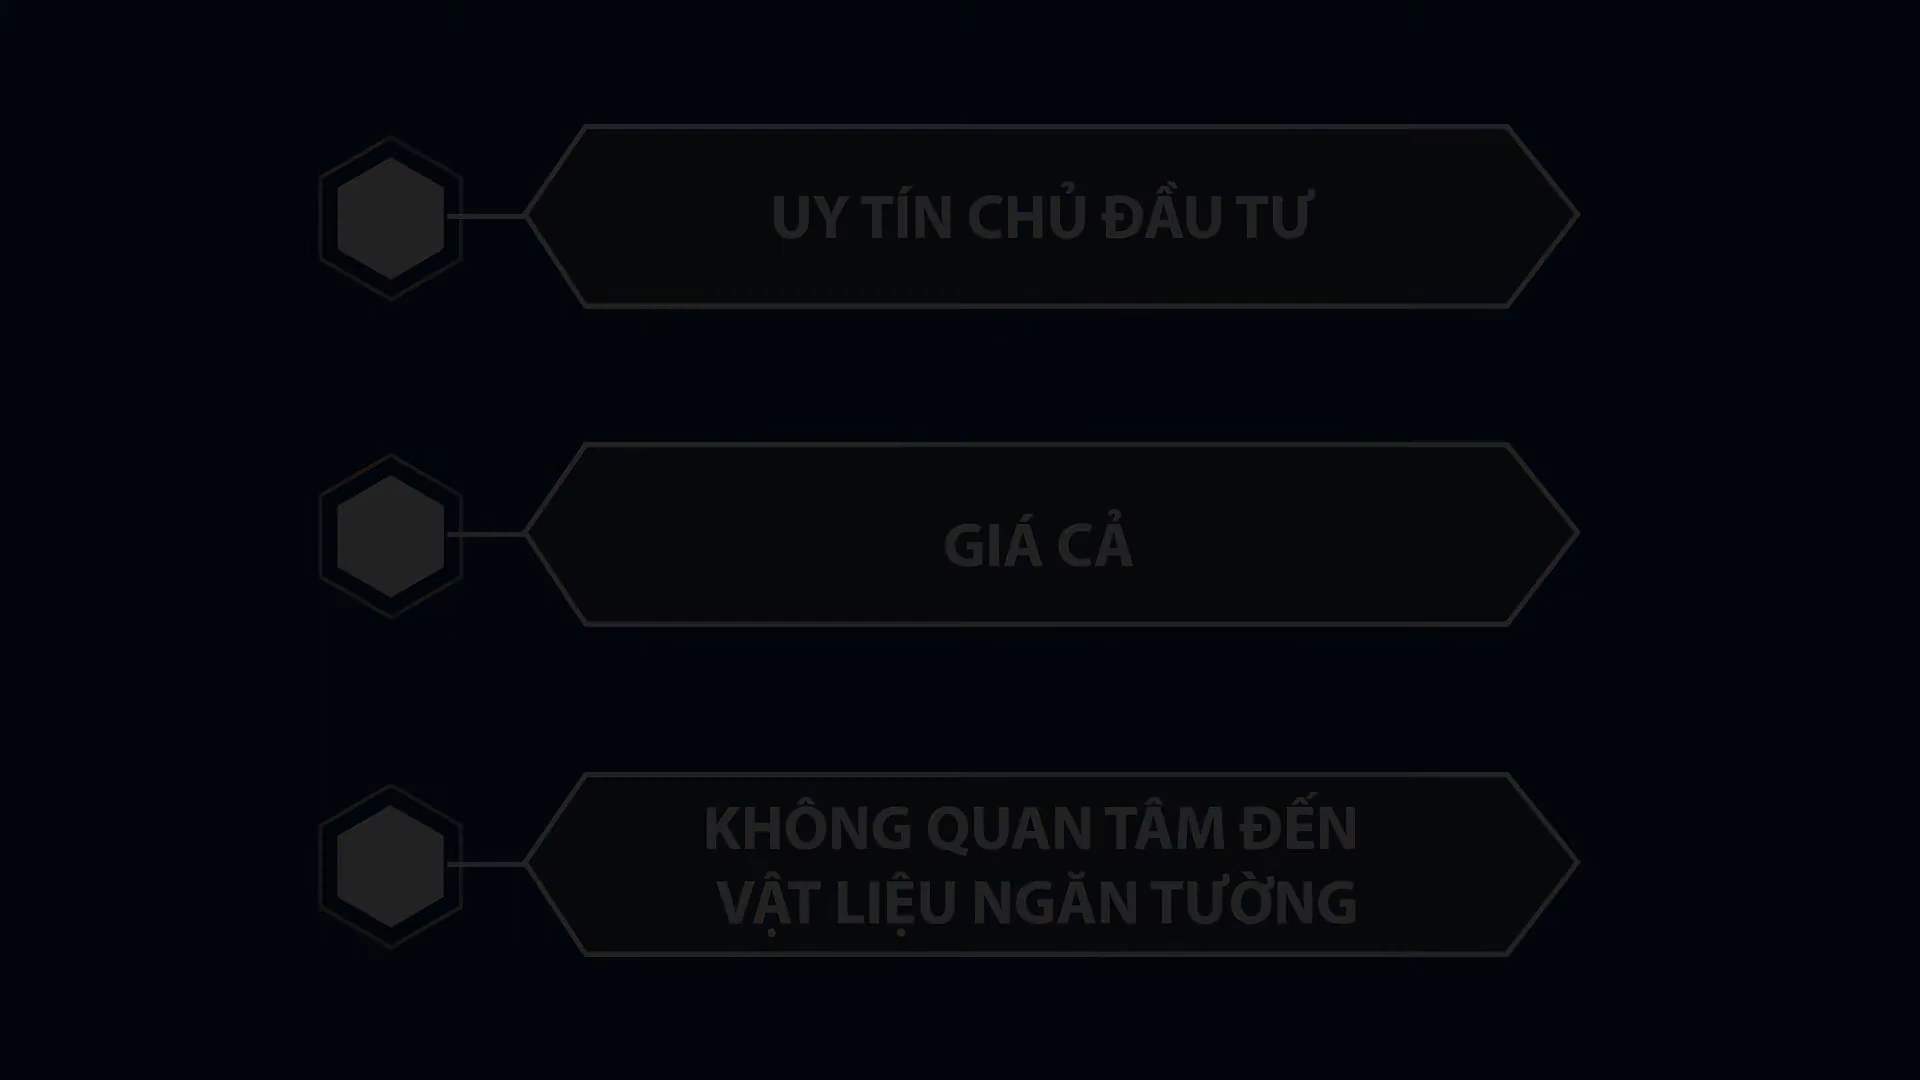 UY TÍN CHỦ ĐẦU TƯ
GIÁ CẢ
KHÔNG QUAN TÂM ĐẾN
VẬT LIỆU NGĂN TƯỜNG